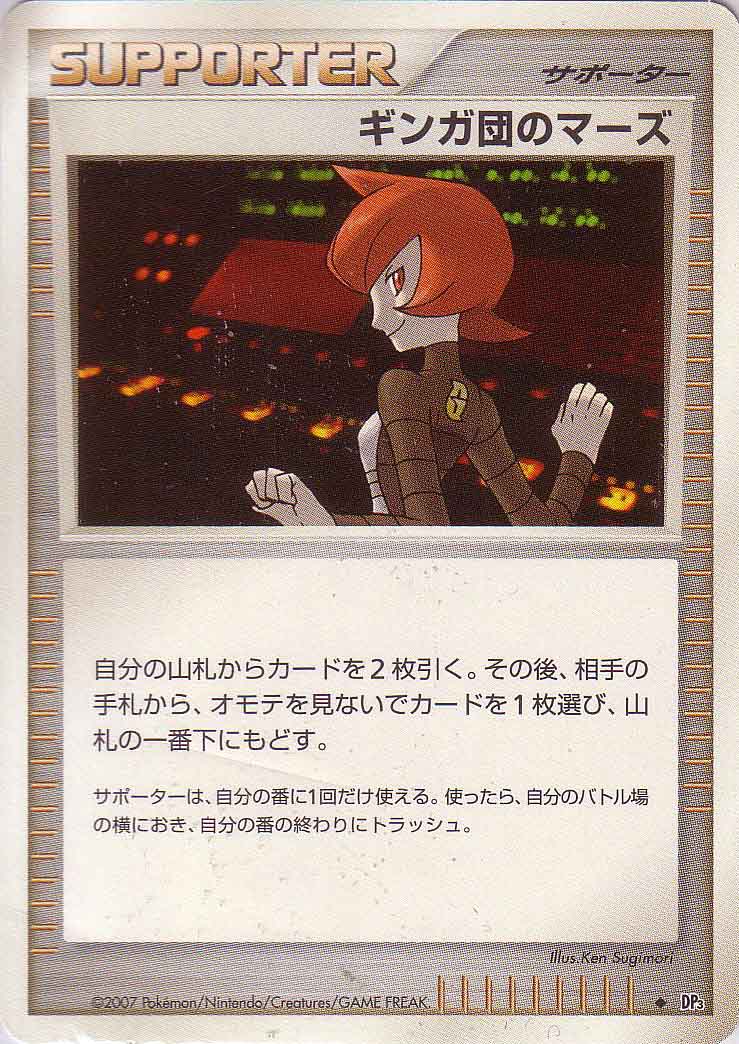 SUPPORTER
サポーター
ギンガ団のマーズ
自分の山札からカードを2枚引く。その後、相手の
手札から、オモテを見ないでカードを1枚選び、山
札の一番下にもどす。
サポーターは、自分の番に1回だけ使える。使ったら、自分のバトル場
の横におき、自分の番の終わりにトラッシュ。
Illus.Ken Sugimori
©2007 Pokémon/Nintendo/Creatures/GAME FREAK.
◆ DP3